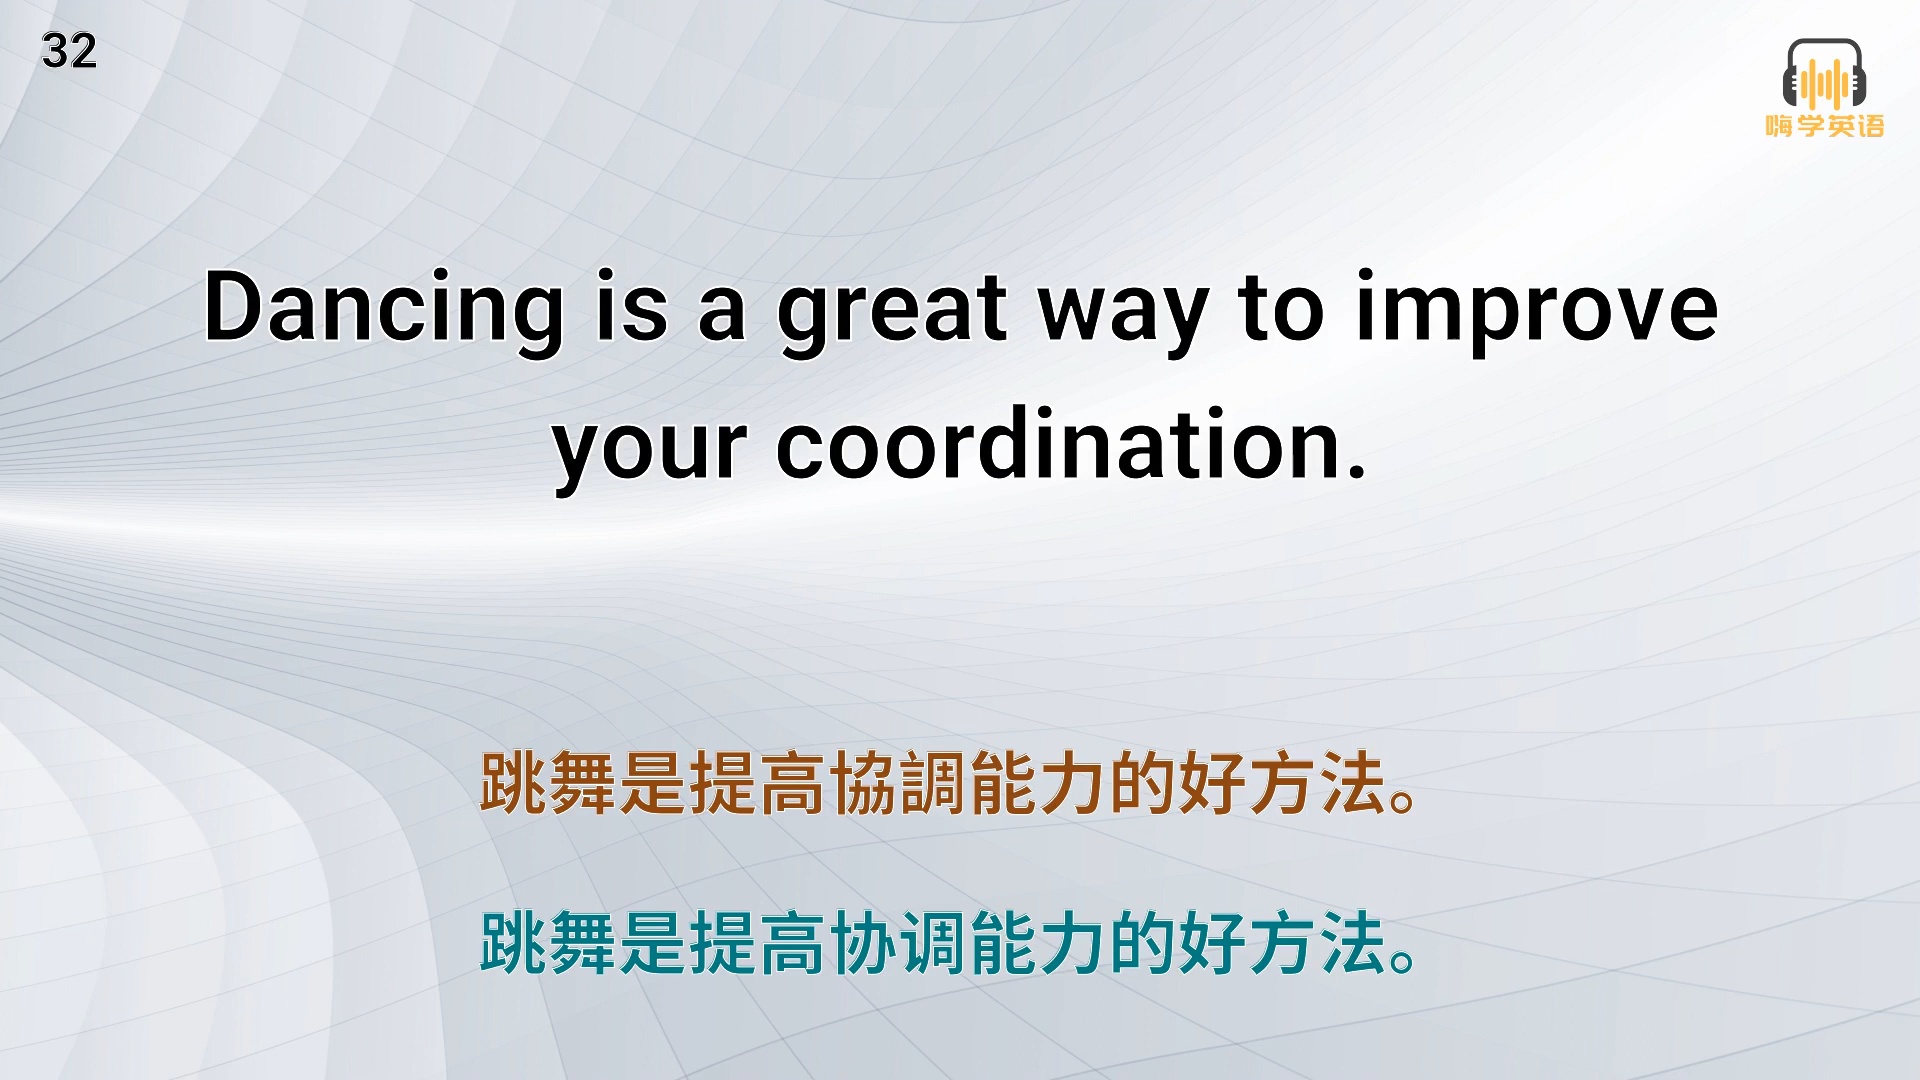 32
嗨学英语
Dancing is a great way to improve
your coordination.
跳舞是提高協調能力的好方法。
跳舞是提高协调能力的好方法。